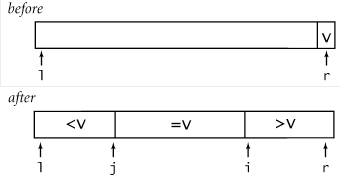 before
v
l r
after
<v =v >v
l j i r